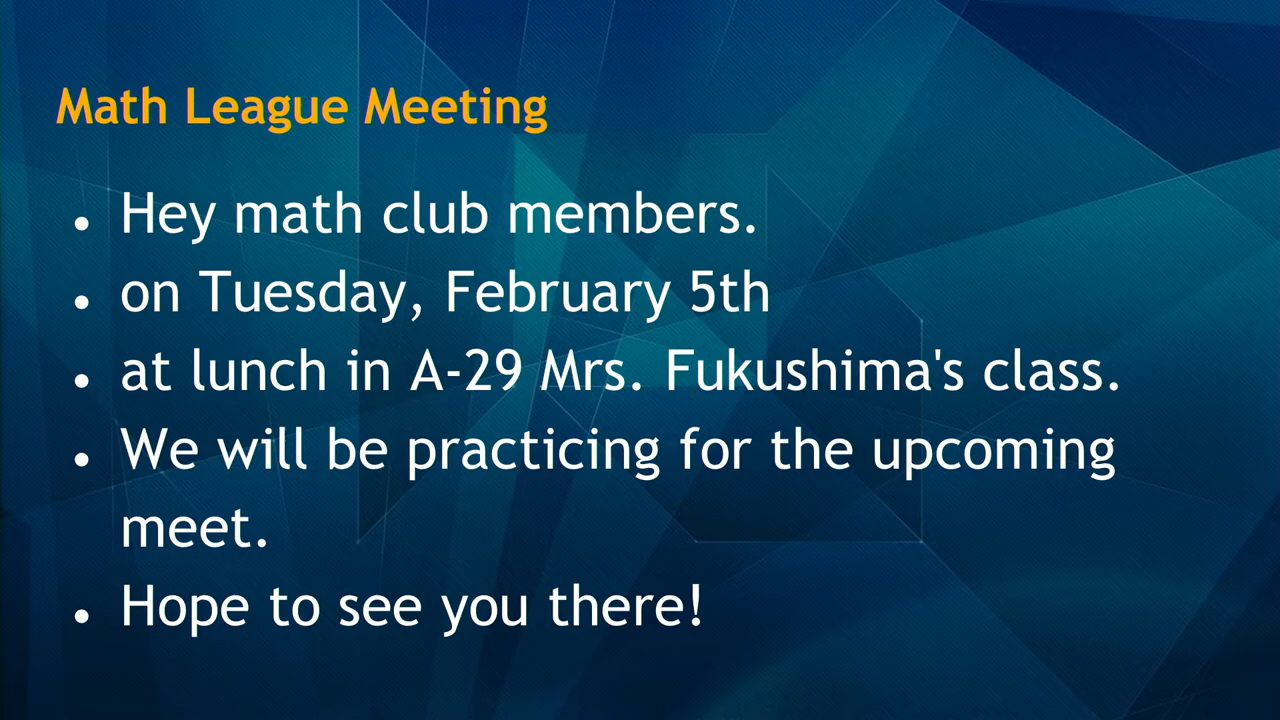 Math League Meeting
Hey math club members.
on Tuesday, February 5th
at lunch in A-29 Mrs. Fukushima's class.
We will be practicing for the upcoming
meet.
Hope to see you there!